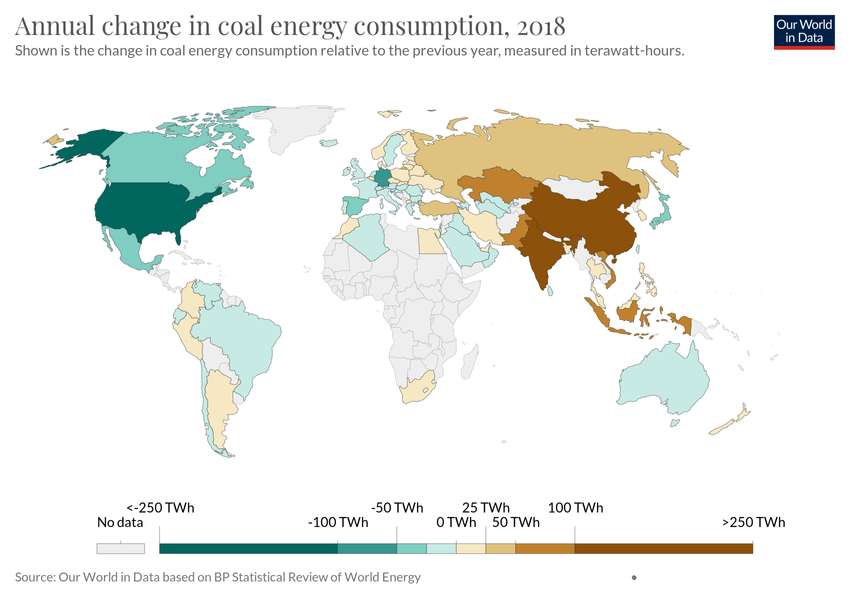 Annual change in coal energy consumption, 2018
Shown is the change in coal energy consumption relative to the previous year, measured in terawatt-hours.
Our World
in Data
<-250 TWh
-50 TWh
25 TWh
100 TWh
No data
-100 TWh
0 TWh
50 TWh
>250 TWh
Source: Our World in Data based on BP Statistical Review of World Energy